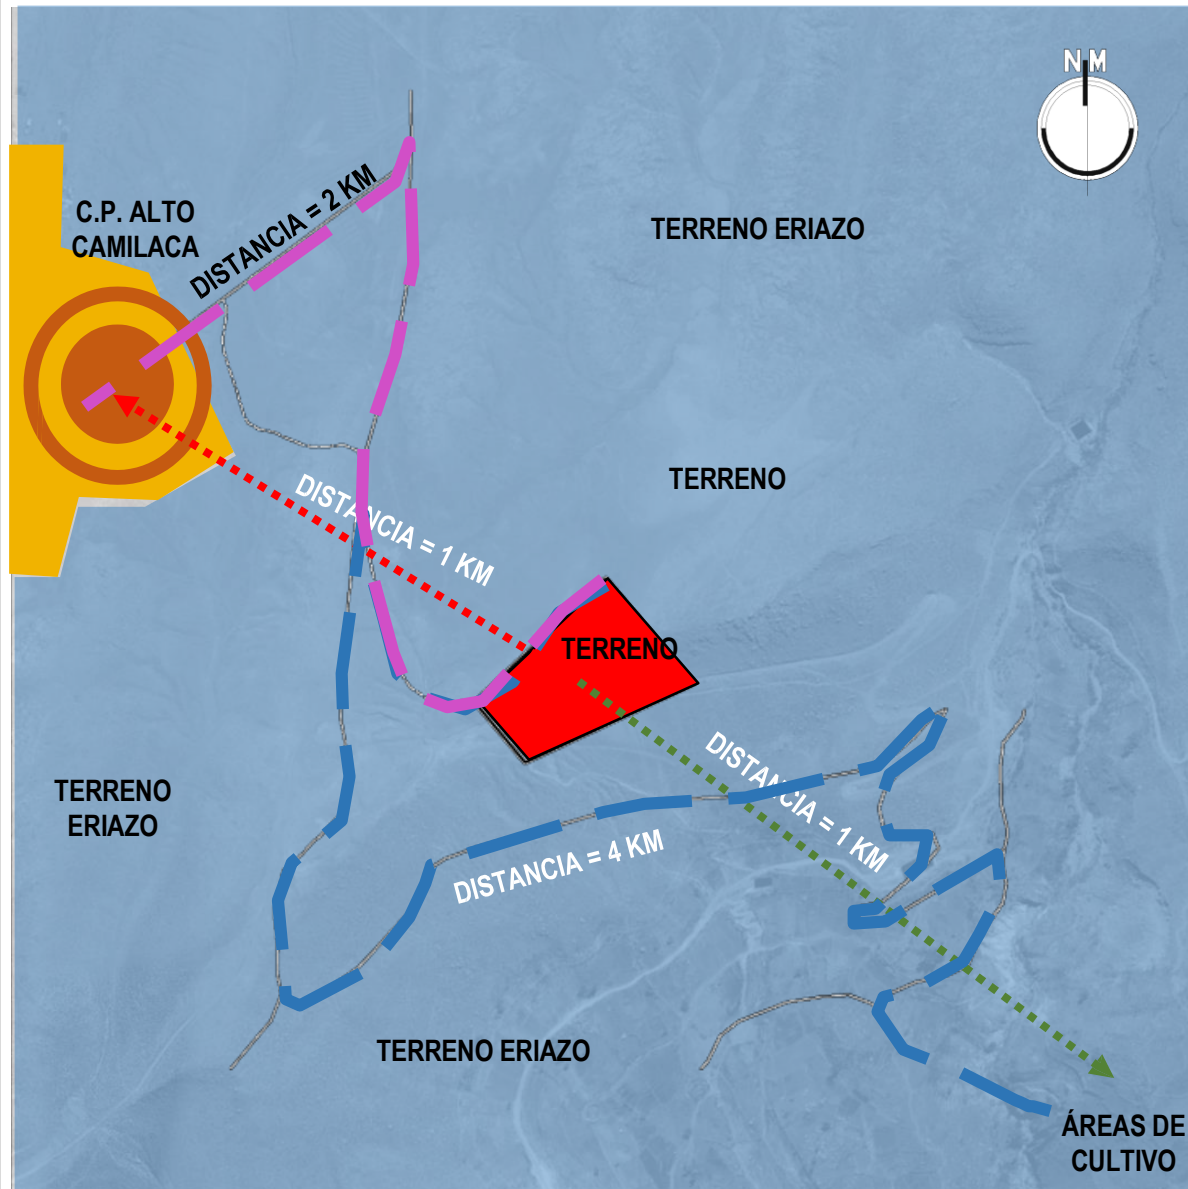 NM
C.P. ALTO
CAMILACA
DISTANCIA = 2 KM
TERRENO ERIAZO
TERRENO
DISTANCIA = 1 KM
TERRENO
DISTANCIA = 1 KM
TERRENO
ERIAZO
DISTANCIA = 4 KM
TERRENO ERIAZO
ÁREAS DE
CULTIVO